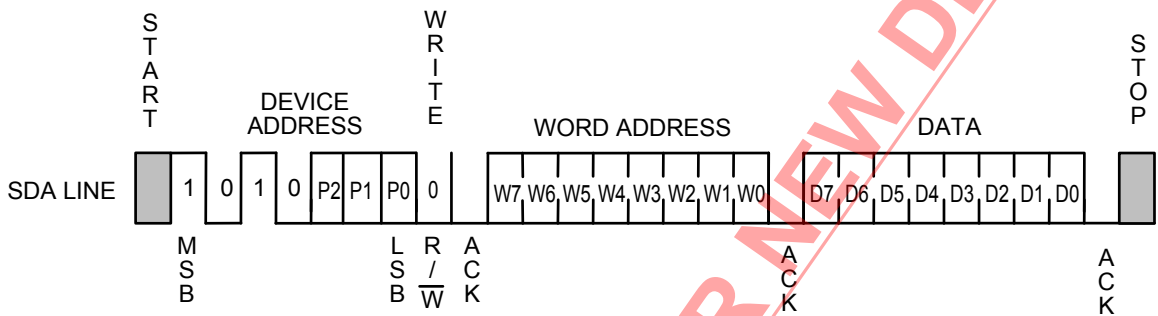 START
WRITE
STOP
DEVICE
ADDRESS
WORD ADDRESS
DATA
SDA LINE
1 0 1 0 P2 P1 P0 0 W7 W6 W5 W4 W3 W2 W1 W0 D7 D6 D5 D4 D3 D2 D1 D0
MSB
LSB
R/W
ACK
ACK
ACK
R NEW D